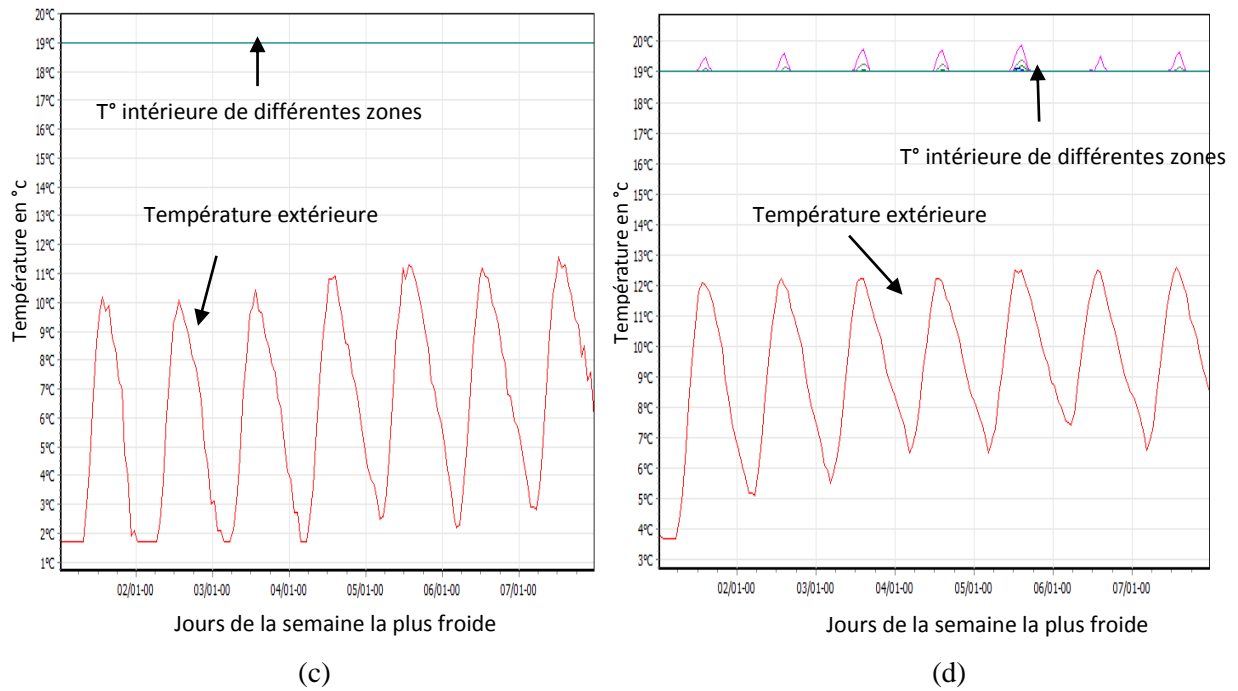 20°C
19°C
18°C
17°C
16°C
15°C
14°C
13°C
12°C
11°C
10°C
9°C
8°C
7°C
6°C
5°C
4°C
3°C
2°C
1°C
Température en °c
T° intérieure de différentes zones
Température extérieure
02/01-00 03/01-00 04/01-00 05/01-00 06/01-00 07/01-00
Jours de la semaine la plus froide
(c)
20°C
19°C
18°C
17°C
16°C
15°C
14°C
13°C
12°C
11°C
10°C
9°C
8°C
7°C
6°C
5°C
4°C
3°C
Température en °c
T° intérieure de différentes zones
Température extérieure
02/01-00 03/01-00 04/01-00 05/01-00 06/01-00 07/01-00
Jours de la semaine la plus froide
(d)